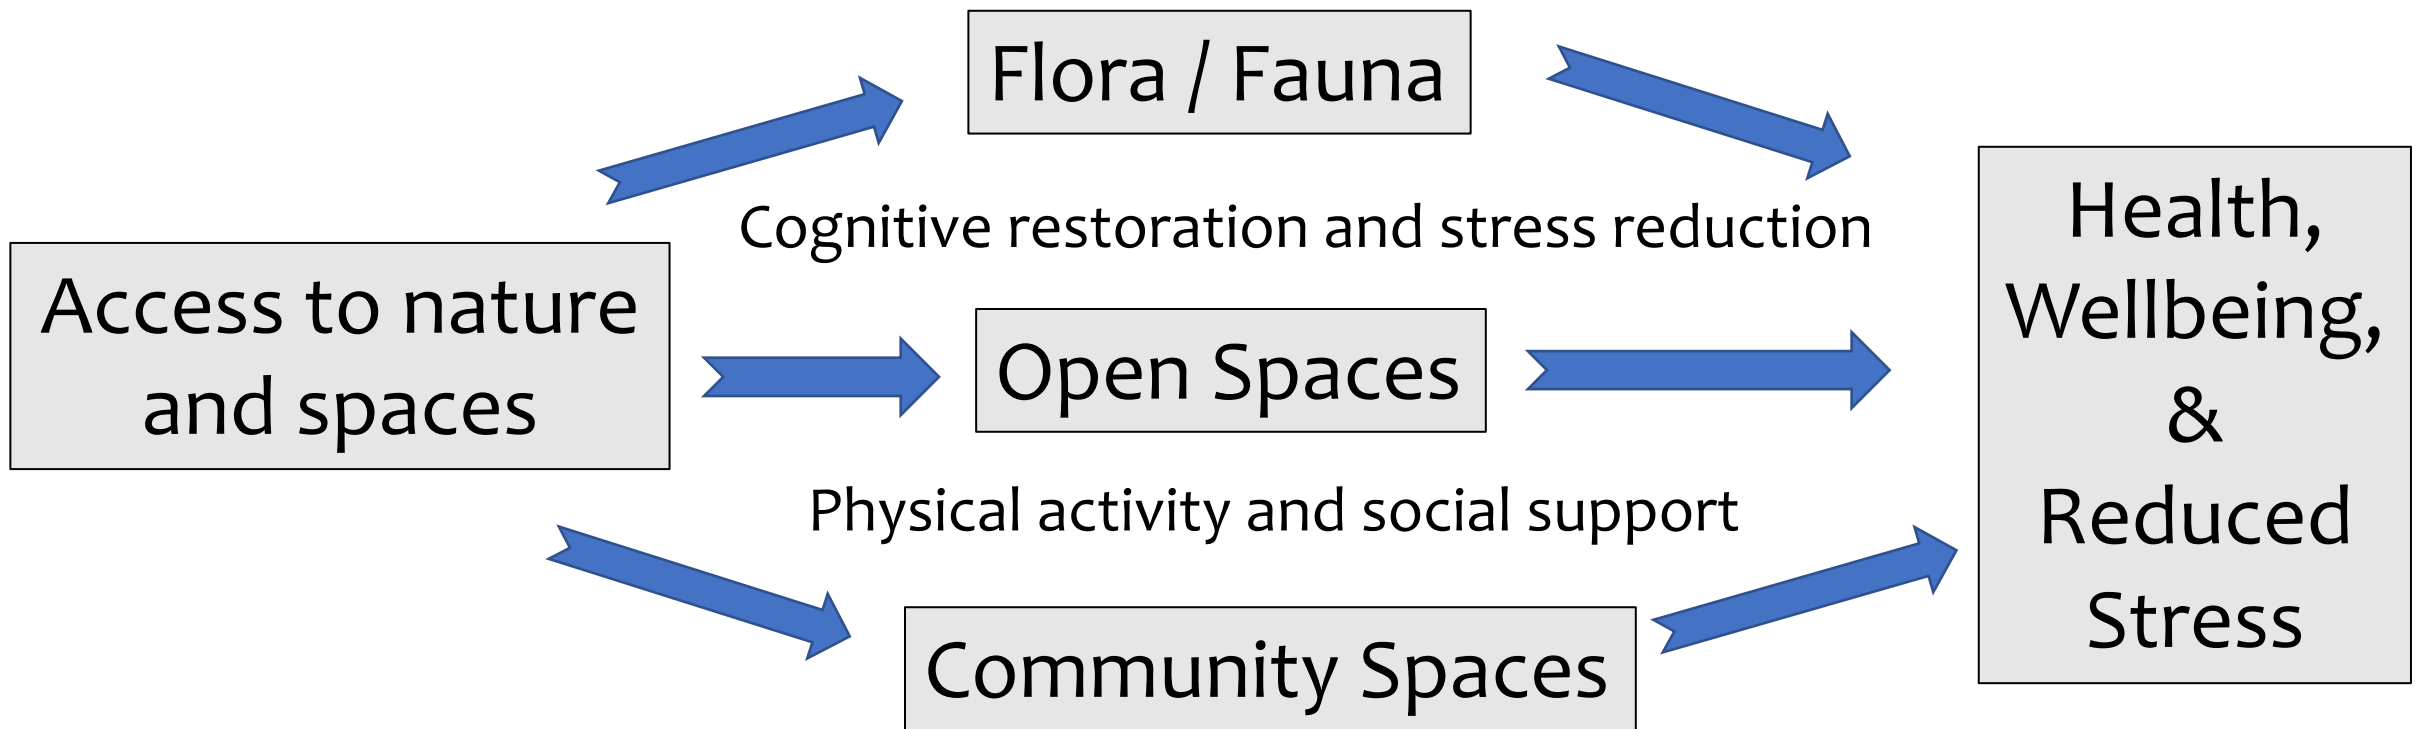 Flora / Fauna
Cognitive restoration and stress reduction
Access to nature
and spaces
Open Spaces
Physical activity and social support
Community Spaces
Health,
Wellbeing,
&
Reduced
Stress